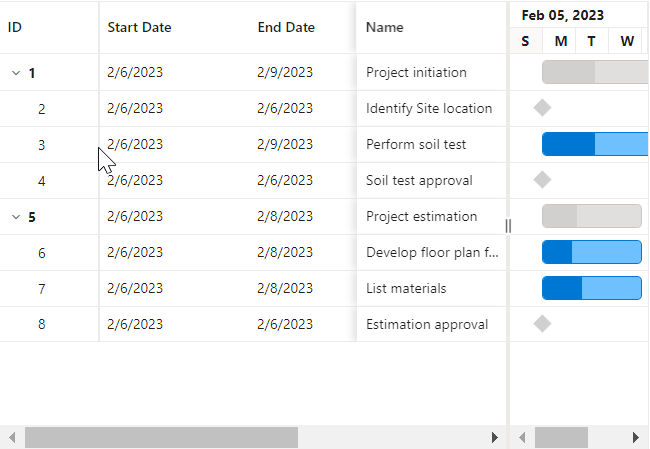 ID Start Date End Date Name Feb 05, 2023
S M T W
1 2/6/2023 2/9/2023 Project initiation
2 2/6/2023 2/6/2023 Identify Site location
3 2/6/2023 2/9/2023 Perform soil test
4 2/6/2023 2/6/2023 Soil test approval
5 2/6/2023 2/8/2023 Project estimation
6 2/6/2023 2/8/2023 Develop floor plan f...
7 2/6/2023 2/8/2023 List materials
8 2/6/2023 2/6/2023 Estimation approval